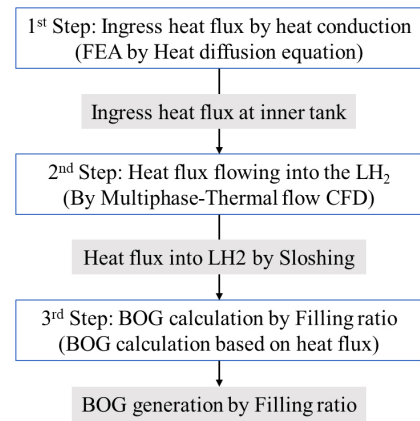 1st Step: Ingress heat flux by heat conduction
(FEA by Heat diffusion equation)
Ingress heat flux at inner tank
2nd Step: Heat flux flowing into the LH2
(By Multiphase-Thermal flow CFD)
Heat flux into LH2 by Sloshing
3rd Step: BOG calculation by Filling ratio
(BOG calculation based on heat flux)
BOG generation by Filling ratio